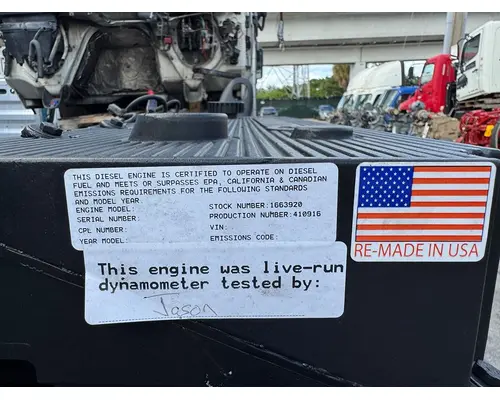 THIS DIESEL ENGINE IS CERTIFIED TO OPERATE ON DIESEL
FUEL AND MEETS OR SURPASSES EPA, CALIFORNIA & CANADIAN
EMISSIONS REQUIREMENTS FOR THE FOLLOWING STANDARDS
AND MODEL YEAR.
ENGINE MODEL:
SERIAL NUMBER:
CPL NUMBER:
YEAR MODEL:
STOCK NUMBER:1663920
PRODUCTION NUMBER:410916
VIN:
EMISSIONS CODE:
This engine was live-run
dynamometer tested by:
Jason
RE-MADE IN USA